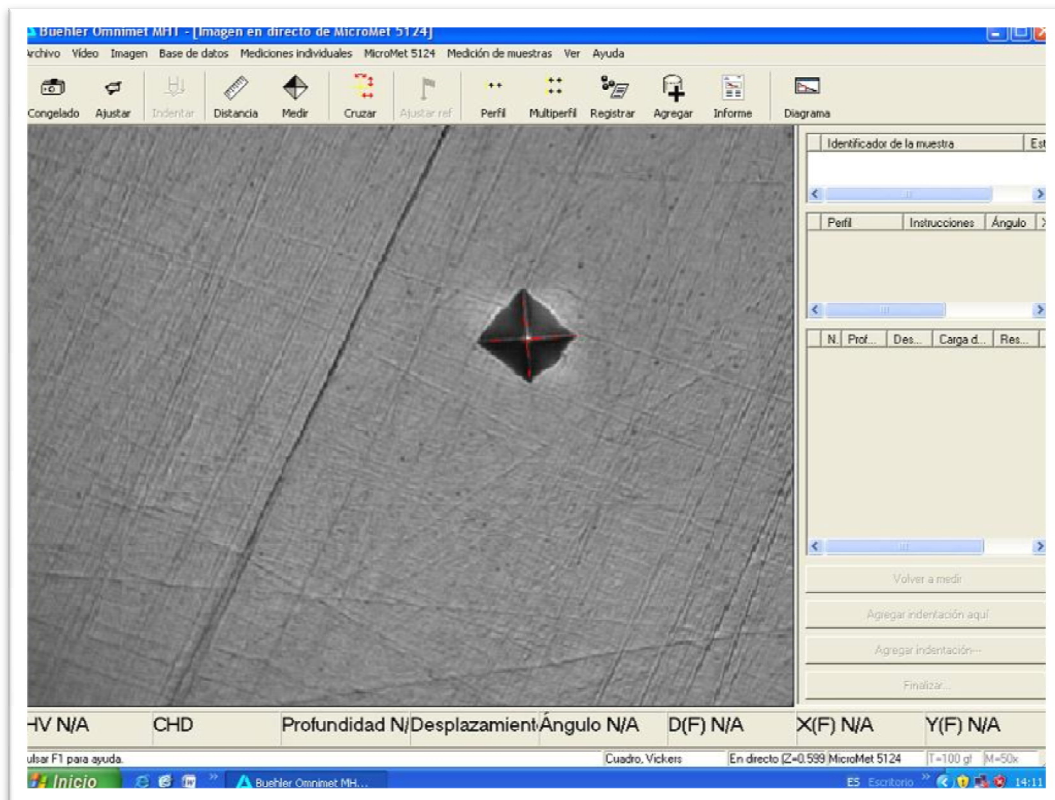 Buehler Omnimet MHT - [Imagen en directo de MicroMet 5124]
Archivo Vídeo Imagen Base de datos Mediciones individuales MicroMet 5124 Medición de muestras Ver Ayuda
Congelado Ajustar Indentar Distancia Medir Cruzar Ajustar ref. Perfil Multiperfil Registrar Agregar Informe Diagrama
Identificador de la muestra Est
Perfil Instrucciones Ángulo X
N. Prof... Des... Carga d... Res...
Volver a medir
Agregar indentación aquí
Agregar indentación---
Finalizar...
HV N/A CHD Profundidad N/ Desplazamient Ángulo N/A D(F) N/A X(F) N/A Y(F) N/A
ulsar F1 para ayuda. Cuadro, Vickers En directo (Z=0.599 MicroMet 5124 T=100 gf M=50x
Inicio Buehler Omnimet MH... ES Escritorio 14:11